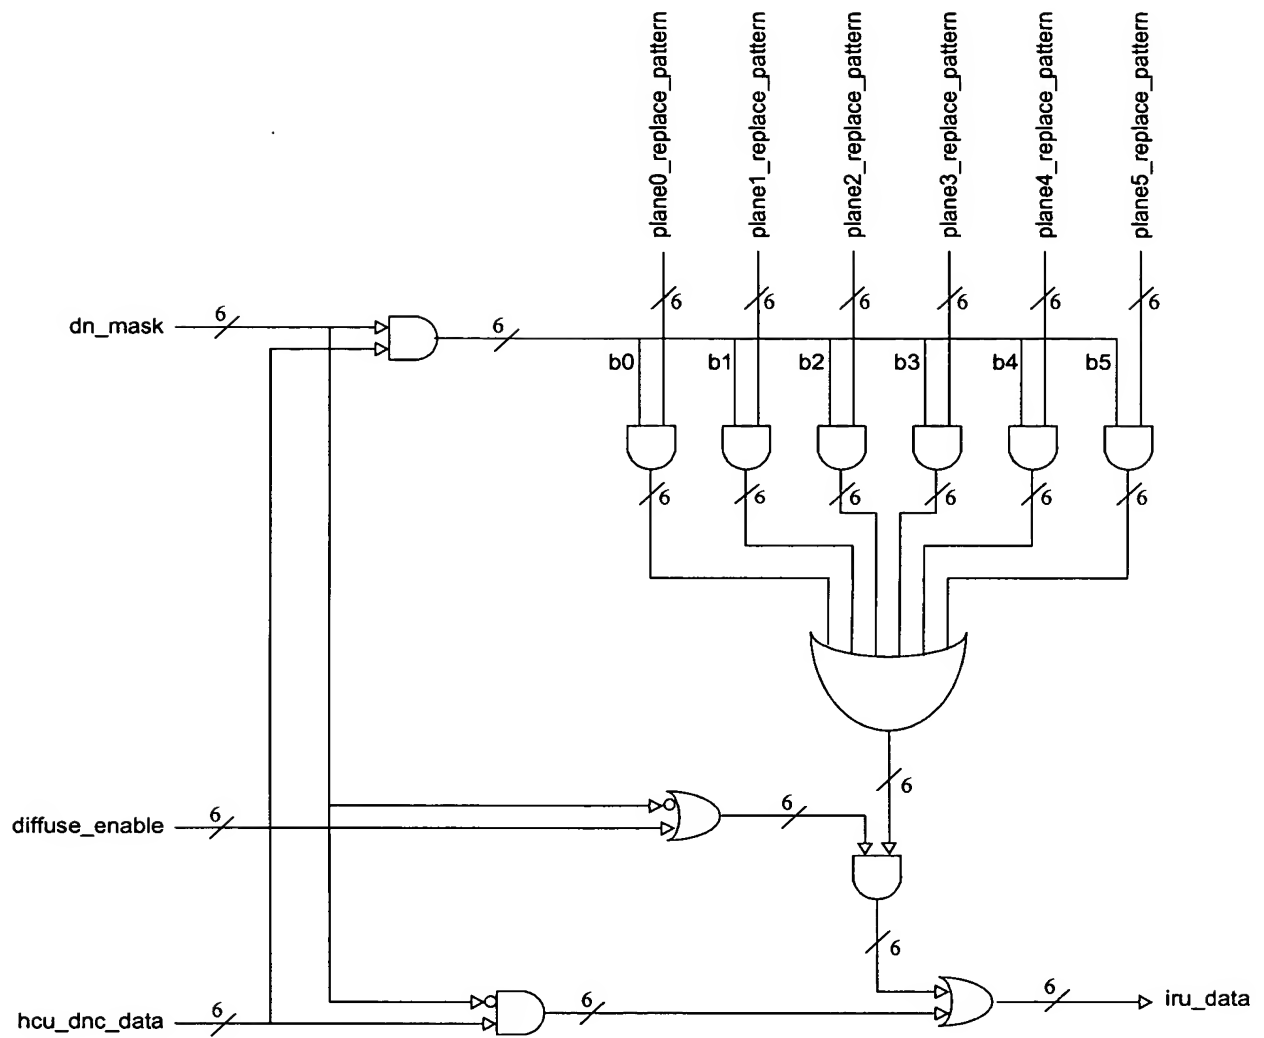 plane0_replace_pattern
plane1_replace_pattern
plane2_replace_pattern
plane3_replace_pattern
plane4_replace_pattern
plane5_replace_pattern
6 6 6 6 6 6
dn_mask 6 6
b0 b1 b2 b3 b4 b5
6 6 6 6 6 6
6
diffuse_enable 6 6
6
hcu_dnc_data 6 6 6 iru_data